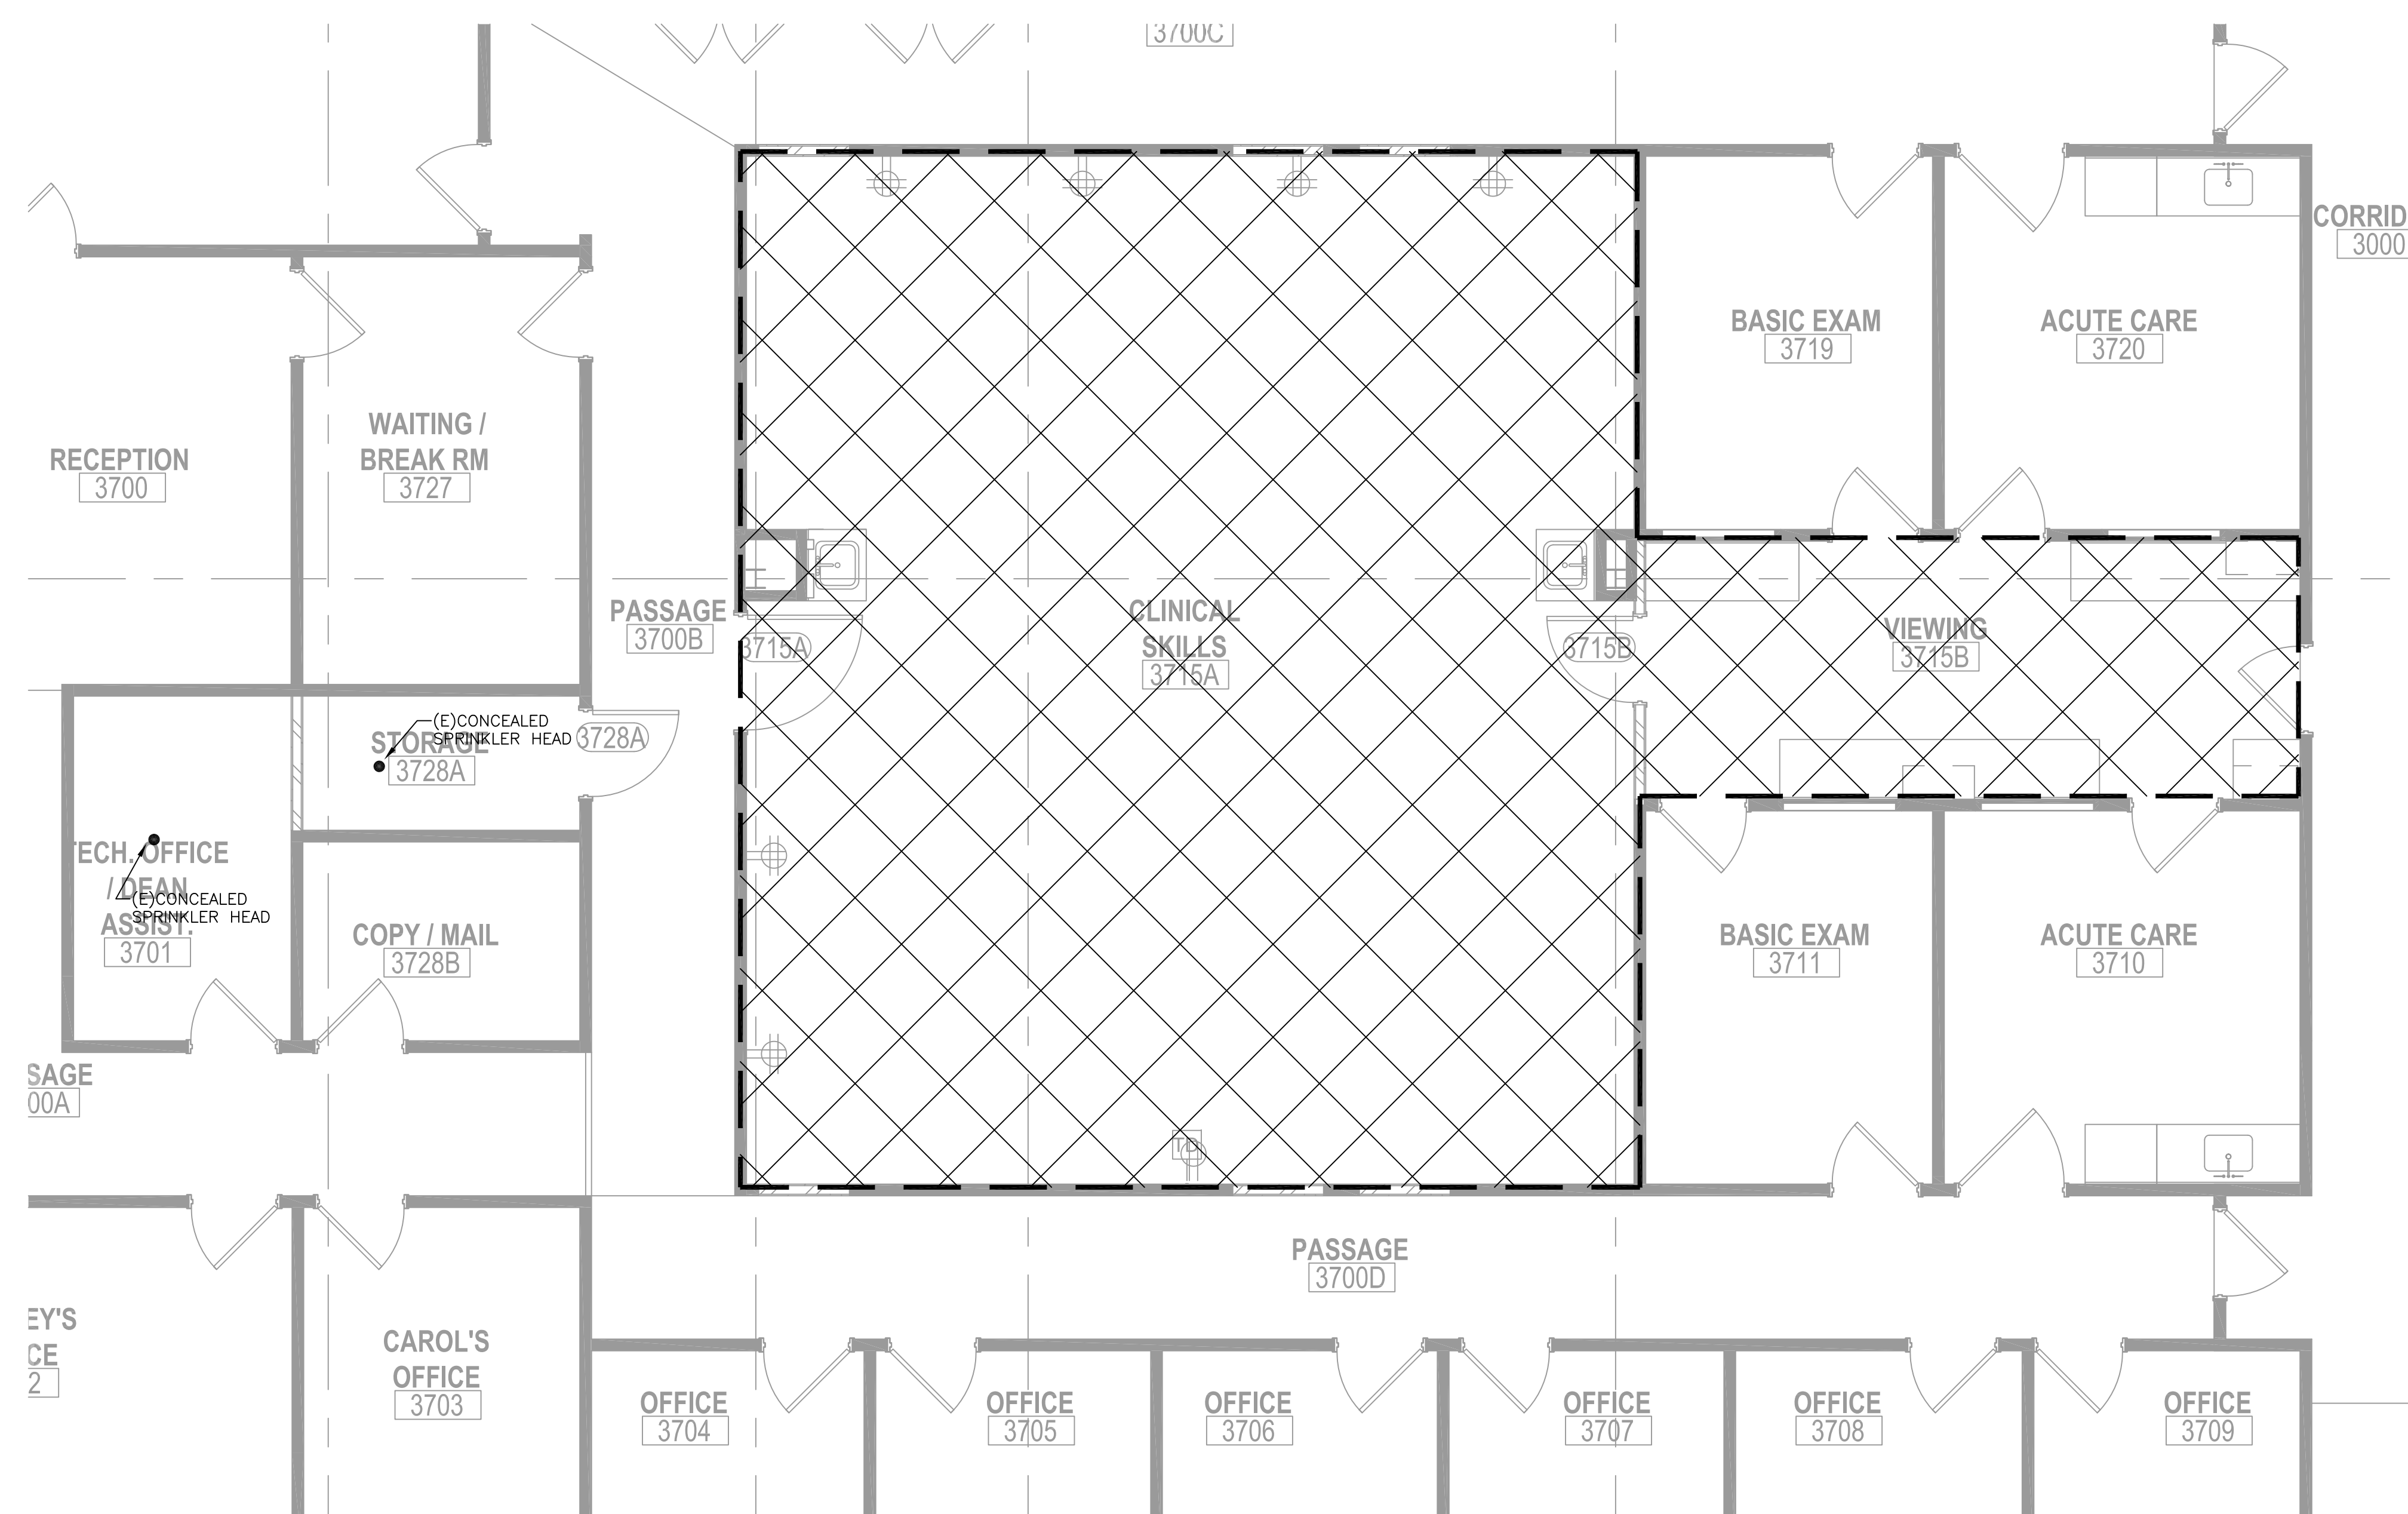 3700C
CORRID
3000
BASIC EXAM
3719
ACUTE CARE
3720
WAITING /
BREAK RM
3727
RECEPTION
3700
PASSAGE
3700B
3715A
CLINICAL
SKILLS
3715A
3715B
VIEWING
3715B
(E)CONCEALED
SPRINKLER HEAD
STORAGE
3728A
3728A
TECH. OFFICE
/ DEAN
ASSIST.
3701
(E)CONCEALED
SPRINKLER HEAD
COPY / MAIL
3728B
BASIC EXAM
3711
ACUTE CARE
3710
SAGE
00A
TD
PASSAGE
3700D
EY'S
CE
2
CAROL'S
OFFICE
3703
OFFICE
3704
OFFICE
3705
OFFICE
3706
OFFICE
3707
OFFICE
3708
OFFICE
3709